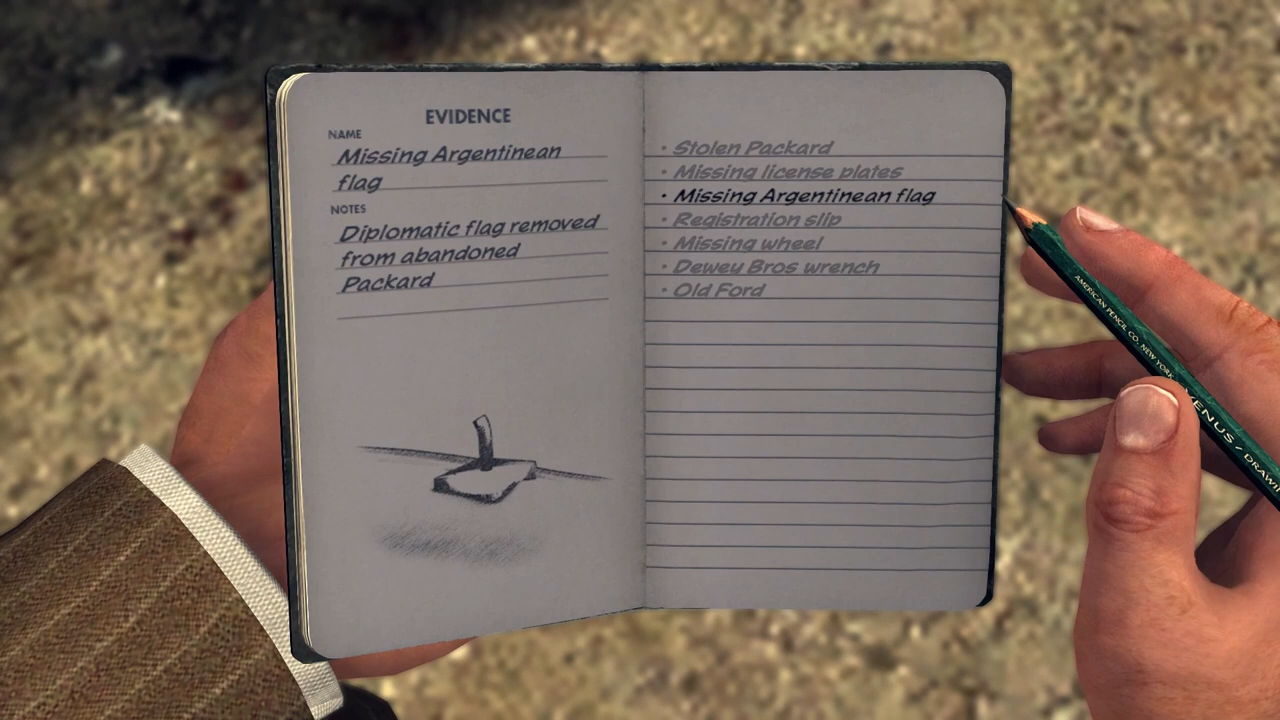 EVIDENCE
NAME
Missing Argentinean
flag
NOTES
Diplomatic flag removed
from abandoned
Packard
• Stolen Packard
• Missing license plates
• Missing Argentinean flag
• Registration slip
• Missing wheel
• Dewey Bros wrench
• Old Ford
AMERICAN PENCIL CO. NEW YORK
VENUS / DRAWI